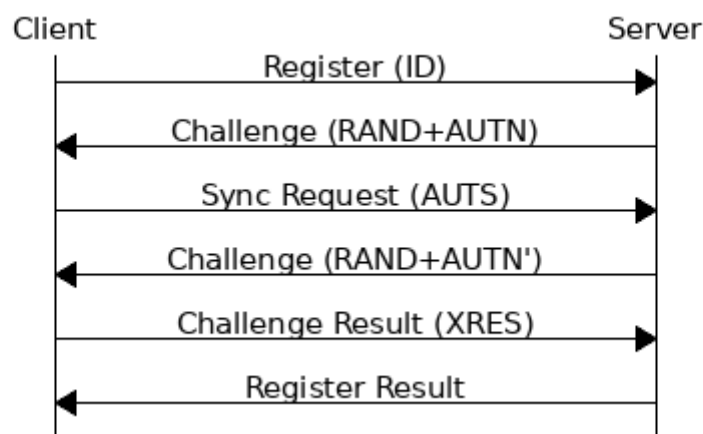 Client
Server
Register (ID)
Challenge (RAND+AUTN)
Sync Request (AUTS)
Challenge (RAND+AUTN')
Challenge Result (XRES)
Register Result